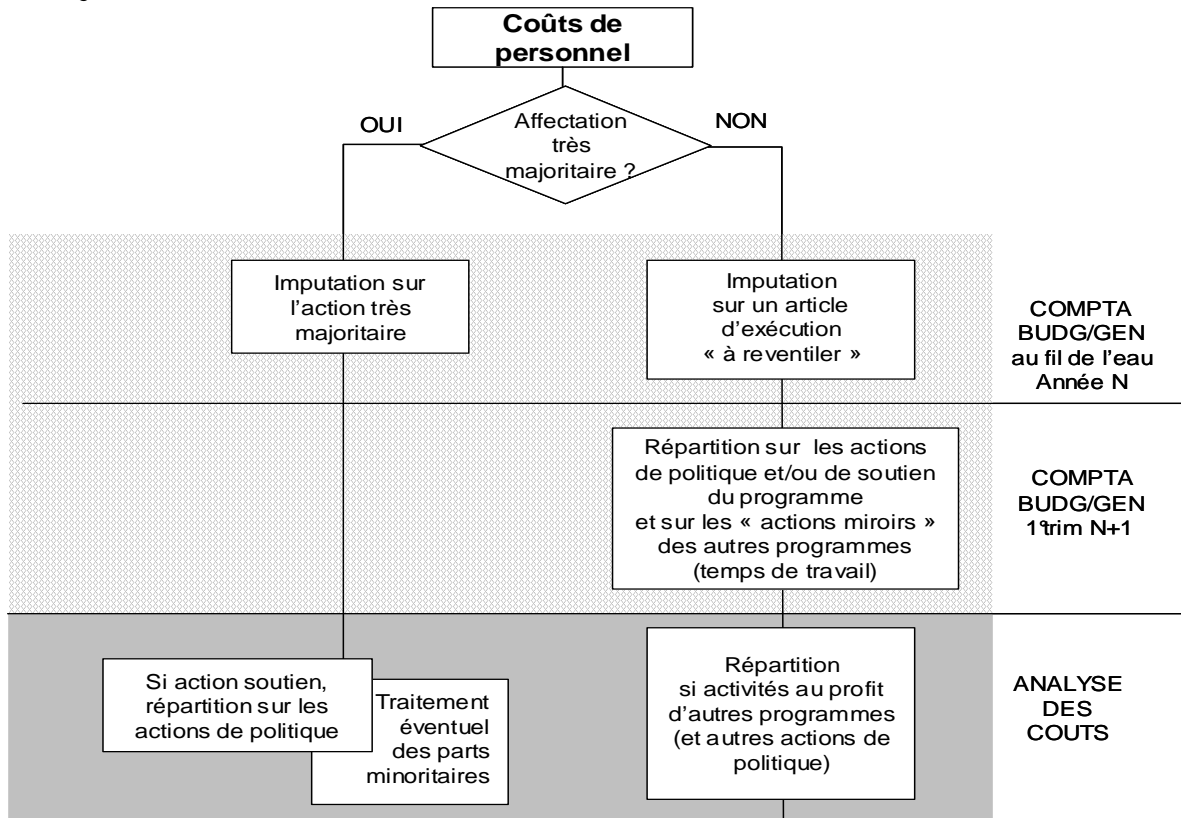 Coûts de
personnel
OUI
Affectation
très
majoritaire ?
NON
Imputation sur
l'action très
majoritaire
Imputation
sur un article
d'exécution
« à reventiler »
COMPTA
BUDG/GEN
au fil de l'eau
Année N
Répartition sur les actions
de politique et/ou de soutien
du programme
et sur les « actions miroirs »
des autres programmes
(temps de travail)
COMPTA
BUDG/GEN
1°trim N+1
Si action soutien,
répartition sur les
actions de politique
Traitement
éventuel
des parts
minoritaires
Répartition
si activités au profit
d'autres programmes
(et autres actions de
politique)
ANALYSE
DES
COUTS